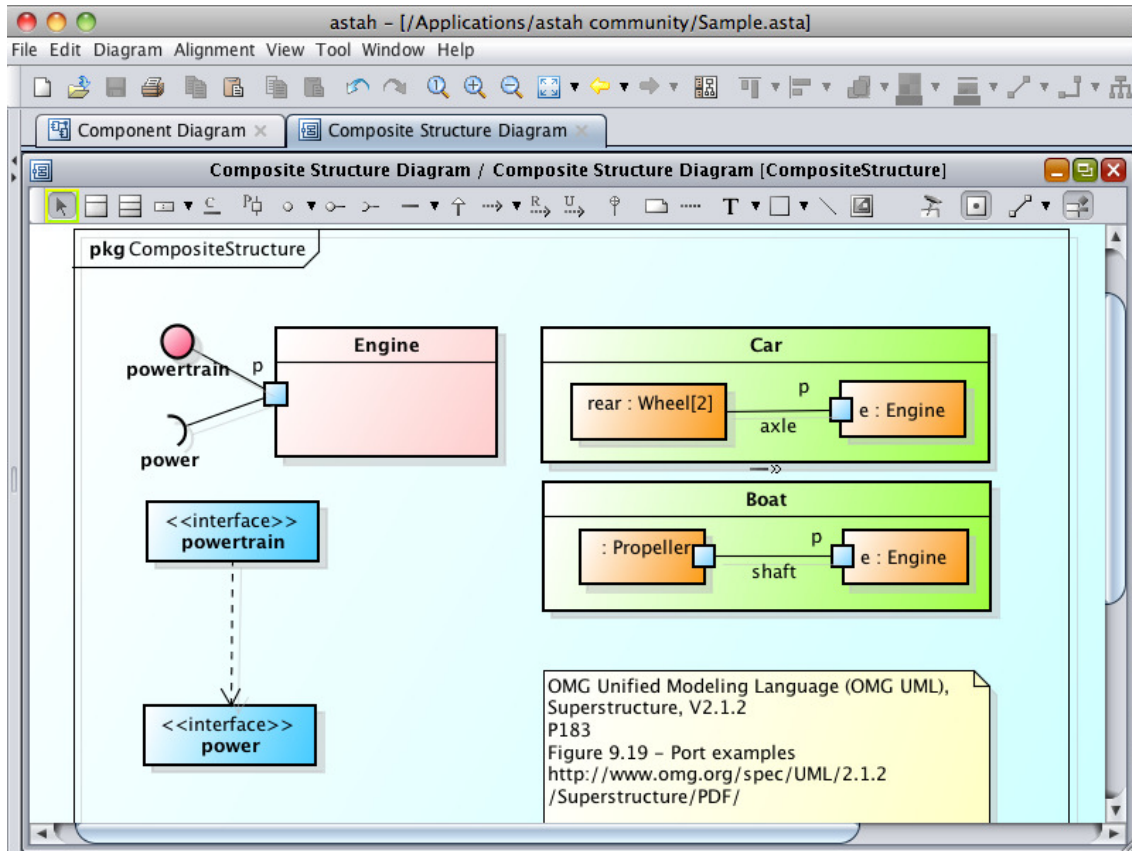 astah – [/Applications/astah community/Sample.asta]
File Edit Diagram Alignment View Tool Window Help
Component Diagram
Composite Structure Diagram
Composite Structure Diagram / Composite Structure Diagram [CompositeStructure]
C P R U T
pkg CompositeStructure
powertrain
p
Engine
power
Car
rear : Wheel[2]
p
axle
e : Engine
Boat
: Propeller
p
shaft
e : Engine
<<interface>>
powertrain
<<interface>>
power
OMG Unified Modeling Language (OMG UML),
Superstructure, V2.1.2
P183
Figure 9.19 – Port examples
http://www.omg.org/spec/UML/2.1.2
/Superstructure/PDF/